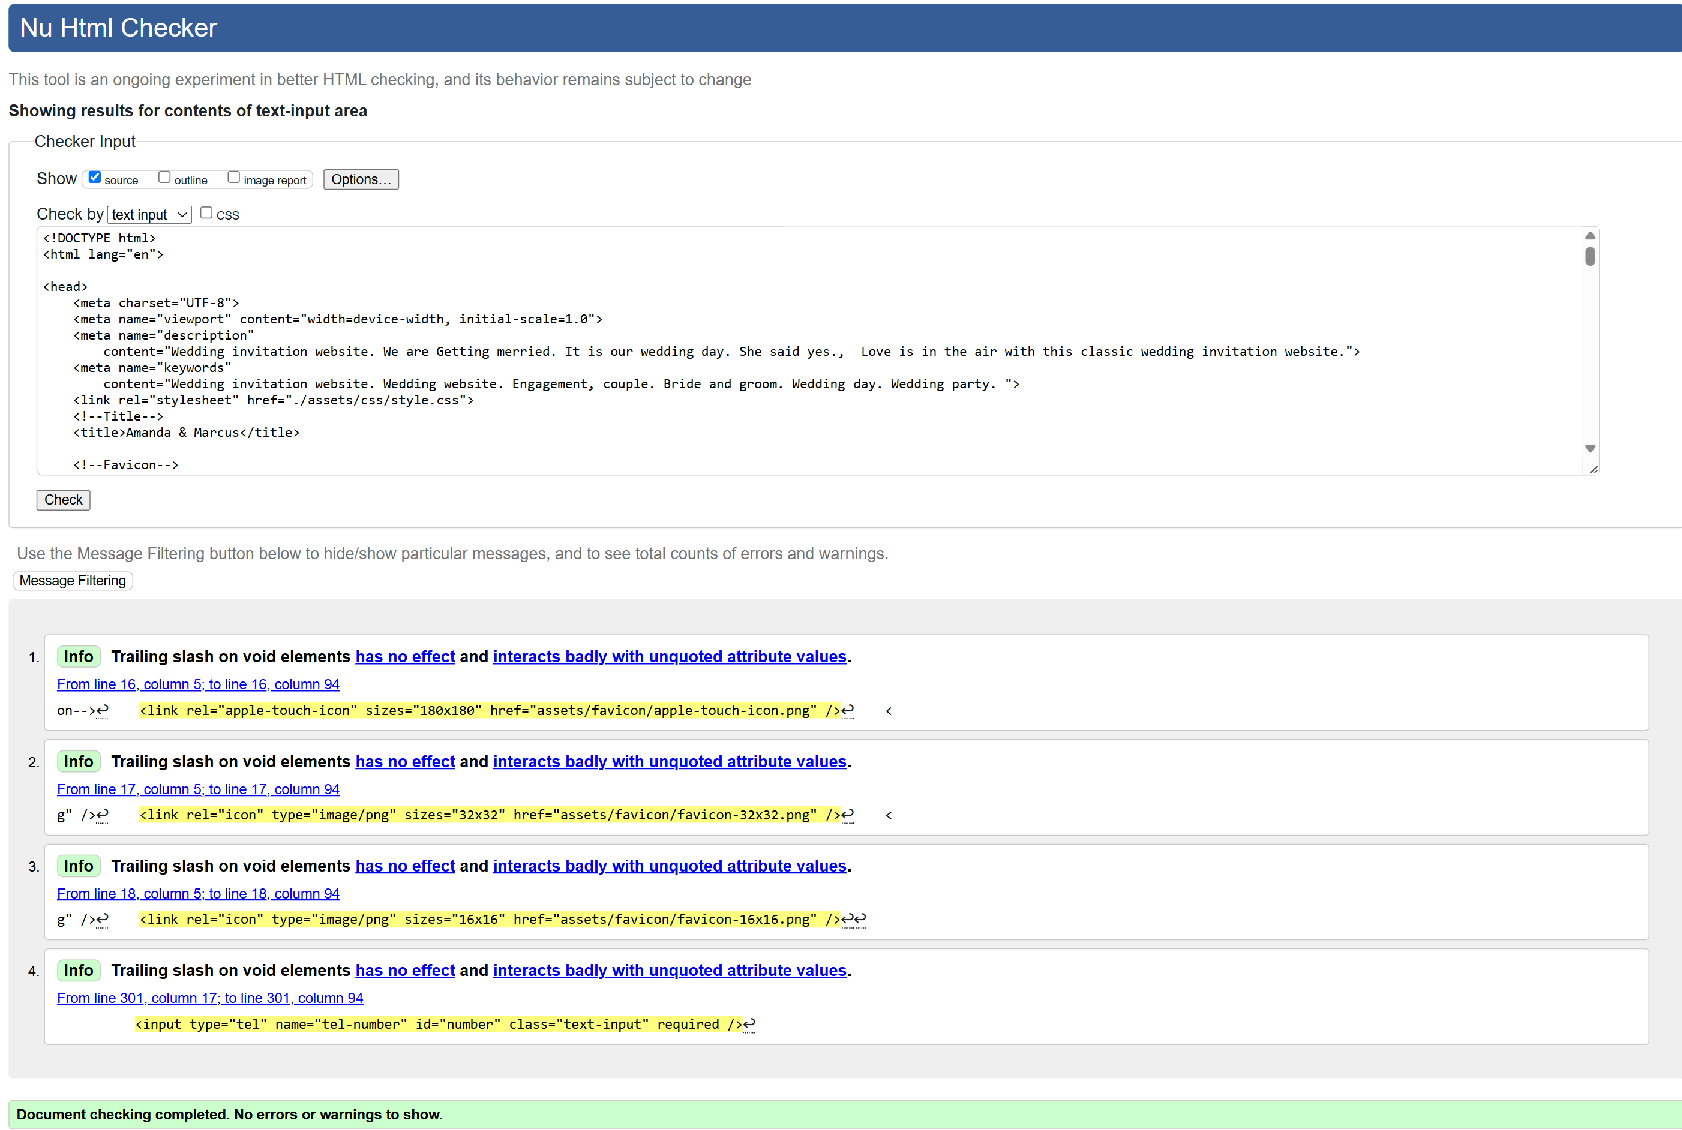 Nu Html Checker
This tool is an ongoing experiment in better HTML checking, and its behavior remains subject to change
Showing results for contents of text-input area
Checker Input
Show source outline image report Options...
Check by text input css
<!DOCTYPE html>
<html lang="en">
<head>
<meta charset="UTF-8">
<meta name="viewport" content="width=device-width, initial-scale=1.0">
<meta name="description"
content="Wedding invitation website. We are Getting merried. It is our wedding day. She said yes., Love is in the air with this classic wedding invitation website.">
<meta name="keywords"
content="Wedding invitation website. Wedding website. Engagement, couple. Bride and groom. Wedding day. Wedding party. ">
<link rel="stylesheet" href="./assets/css/style.css">
<!--Title-->
<title>Amanda & Marcus</title>
<!--Favicon-->
Check
Use the Message Filtering button below to hide/show particular messages, and to see total counts of errors and warnings.
Message Filtering
1. Info Trailing slash on void elements has no effect and interacts badly with unquoted attribute values.
From line 16, column 5; to line 16, column 94
on-->↩ <link rel="apple-touch-icon" sizes="180x180" href="assets/favicon/apple-touch-icon.png" />↩ <
2. Info Trailing slash on void elements has no effect and interacts badly with unquoted attribute values.
From line 17, column 5; to line 17, column 94
g" />↩ <link rel="icon" type="image/png" sizes="32x32" href="assets/favicon/favicon-32x32.png" />↩ <
3. Info Trailing slash on void elements has no effect and interacts badly with unquoted attribute values.
From line 18, column 5; to line 18, column 94
g" />↩ <link rel="icon" type="image/png" sizes="16x16" href="assets/favicon/favicon-16x16.png" />↩↩
4. Info Trailing slash on void elements has no effect and interacts badly with unquoted attribute values.
From line 301, column 17; to line 301, column 94
<input type="tel" name="tel-number" id="number" class="text-input" required />↩
Document checking completed. No errors or warnings to show.